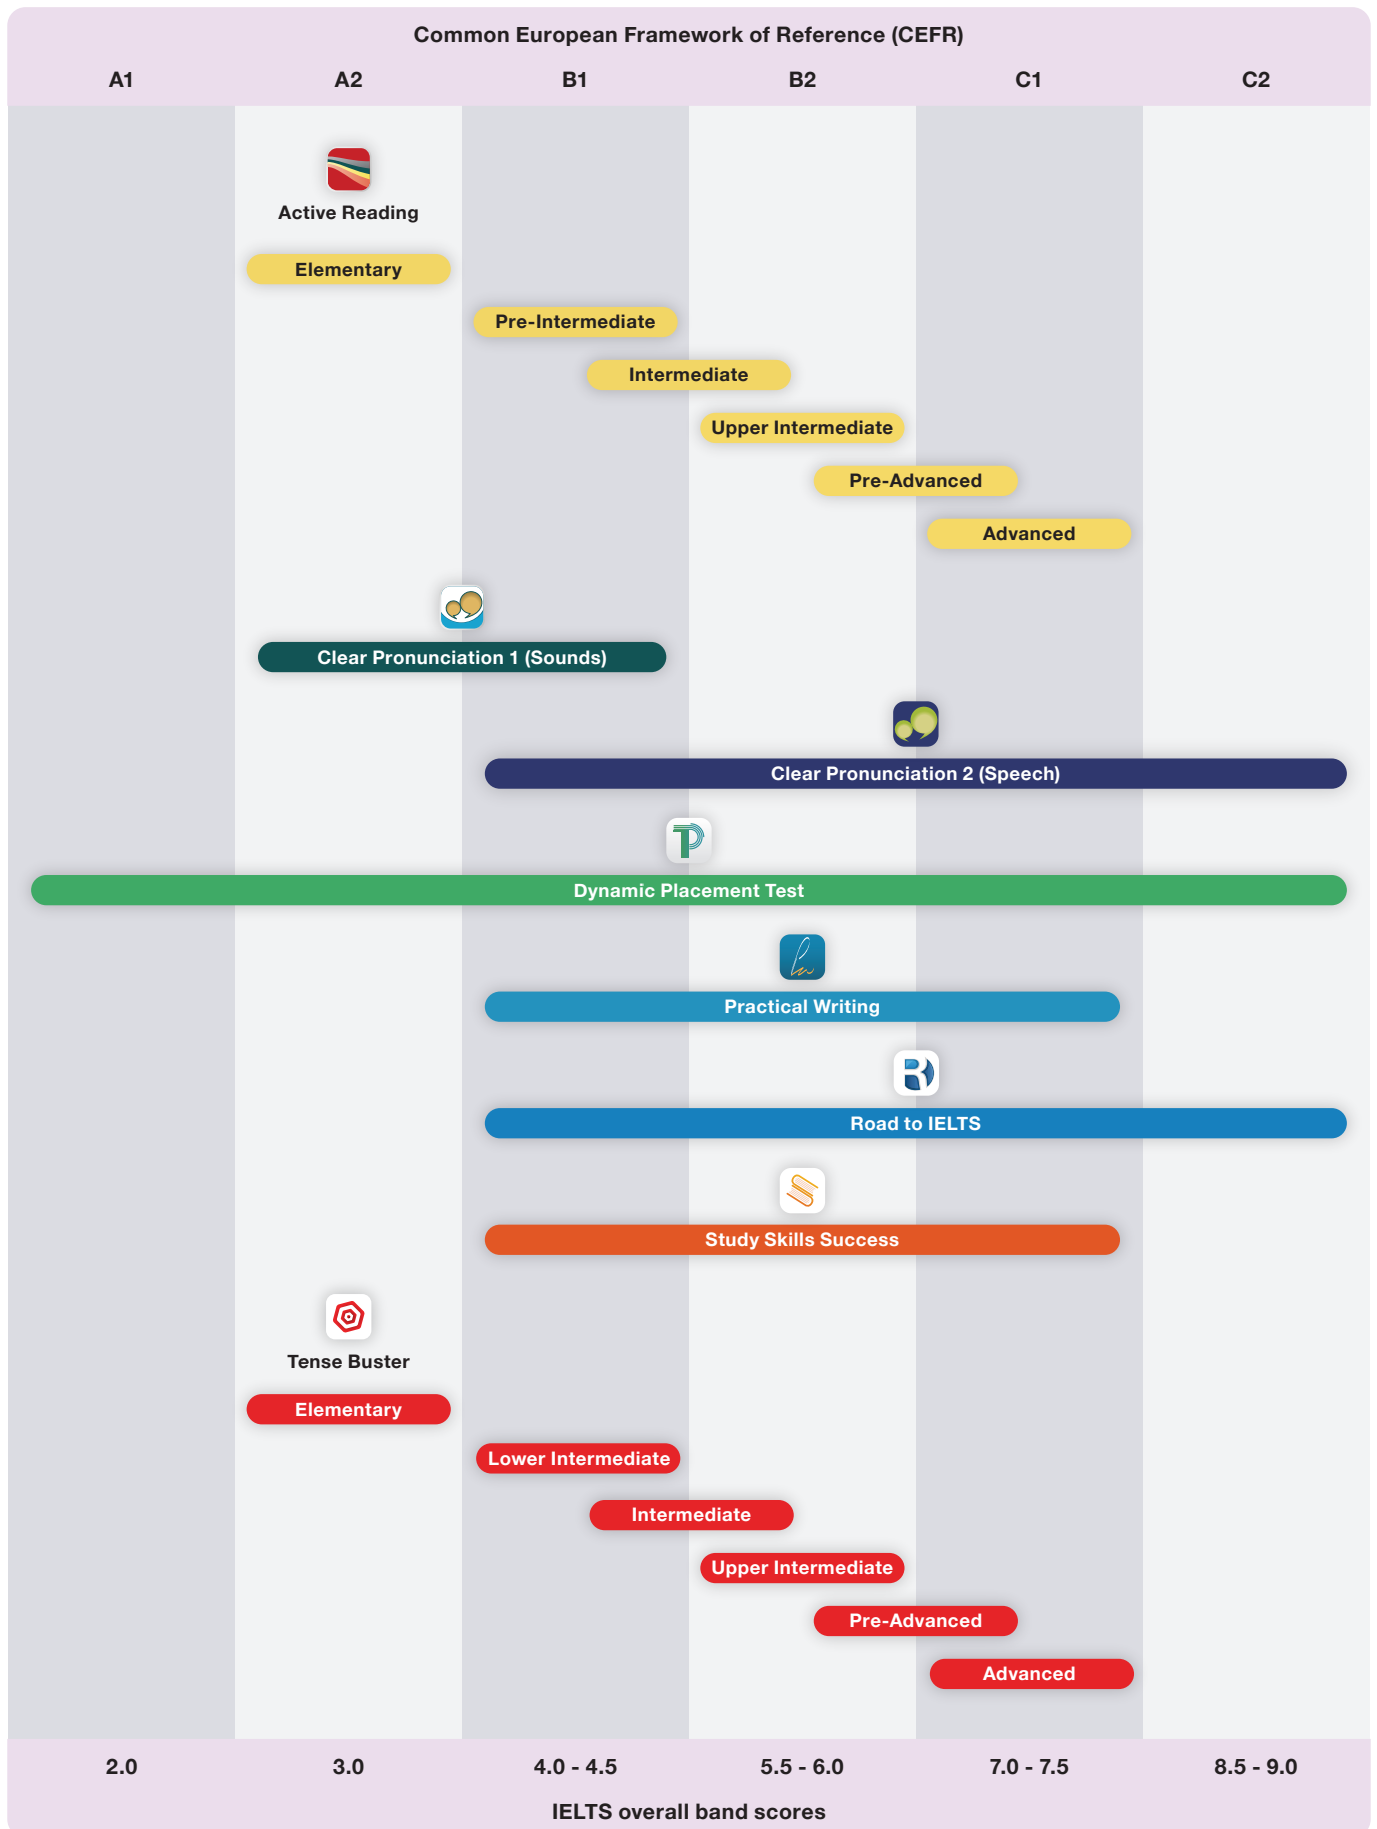 Common European Framework of Reference (CEFR)
A1 A2 B1 B2 C1 C2
Active Reading
Elementary
Pre-Intermediate
Intermediate
Upper Intermediate
Pre-Advanced
Advanced
Clear Pronunciation 1 (Sounds)
Clear Pronunciation 2 (Speech)
Dynamic Placement Test
Practical Writing
Road to IELTS
Study Skills Success
Tense Buster
Elementary
Lower Intermediate
Intermediate
Upper Intermediate
Pre-Advanced
Advanced
2.0 3.0 4.0 - 4.5 5.5 - 6.0 7.0 - 7.5 8.5 - 9.0
IELTS overall band scores